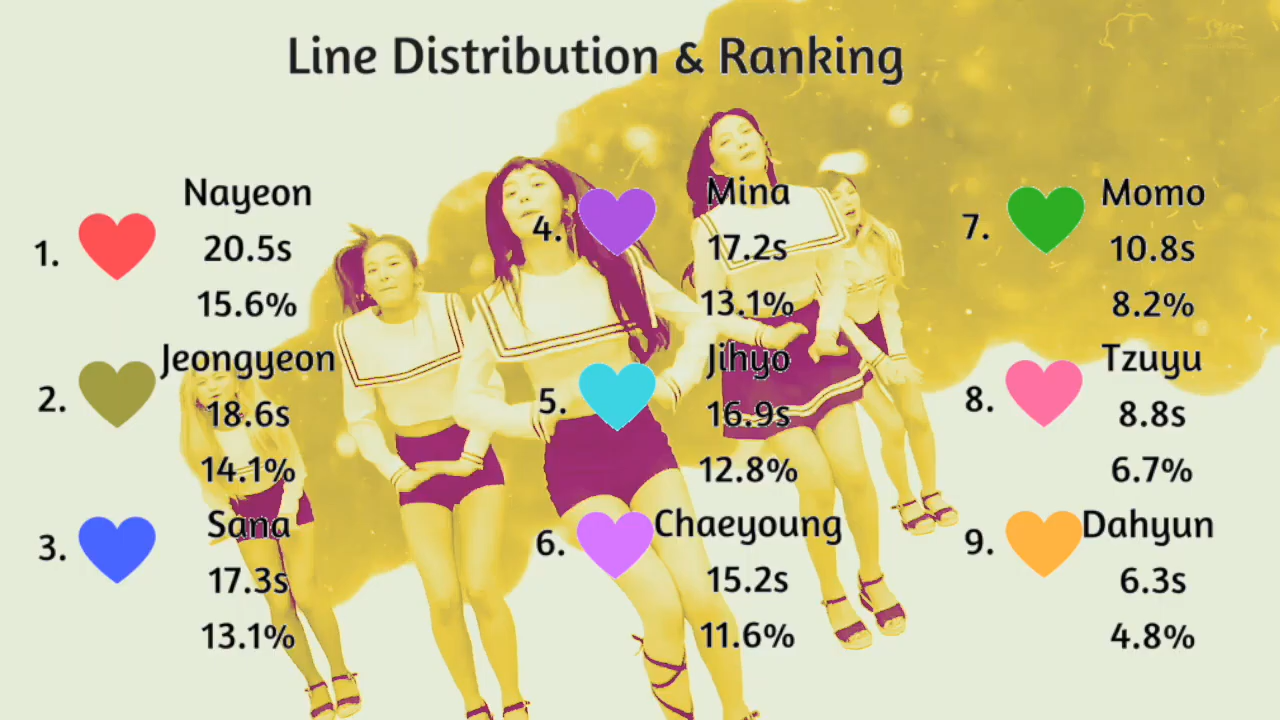 Line Distribution & Ranking
1.
Nayeon
20.5s
15.6%
2.
Jeongyeon
18.6s
14.1%
3.
Sana
17.3s
13.1%
4.
Mina
17.2s
13.1%
5.
Jihyo
16.9s
12.8%
6.
Chaeyoung
15.2s
11.6%
7.
Momo
10.8s
8.2%
8.
Tzuyu
8.8s
6.7%
9.
Dahyun
6.3s
4.8%